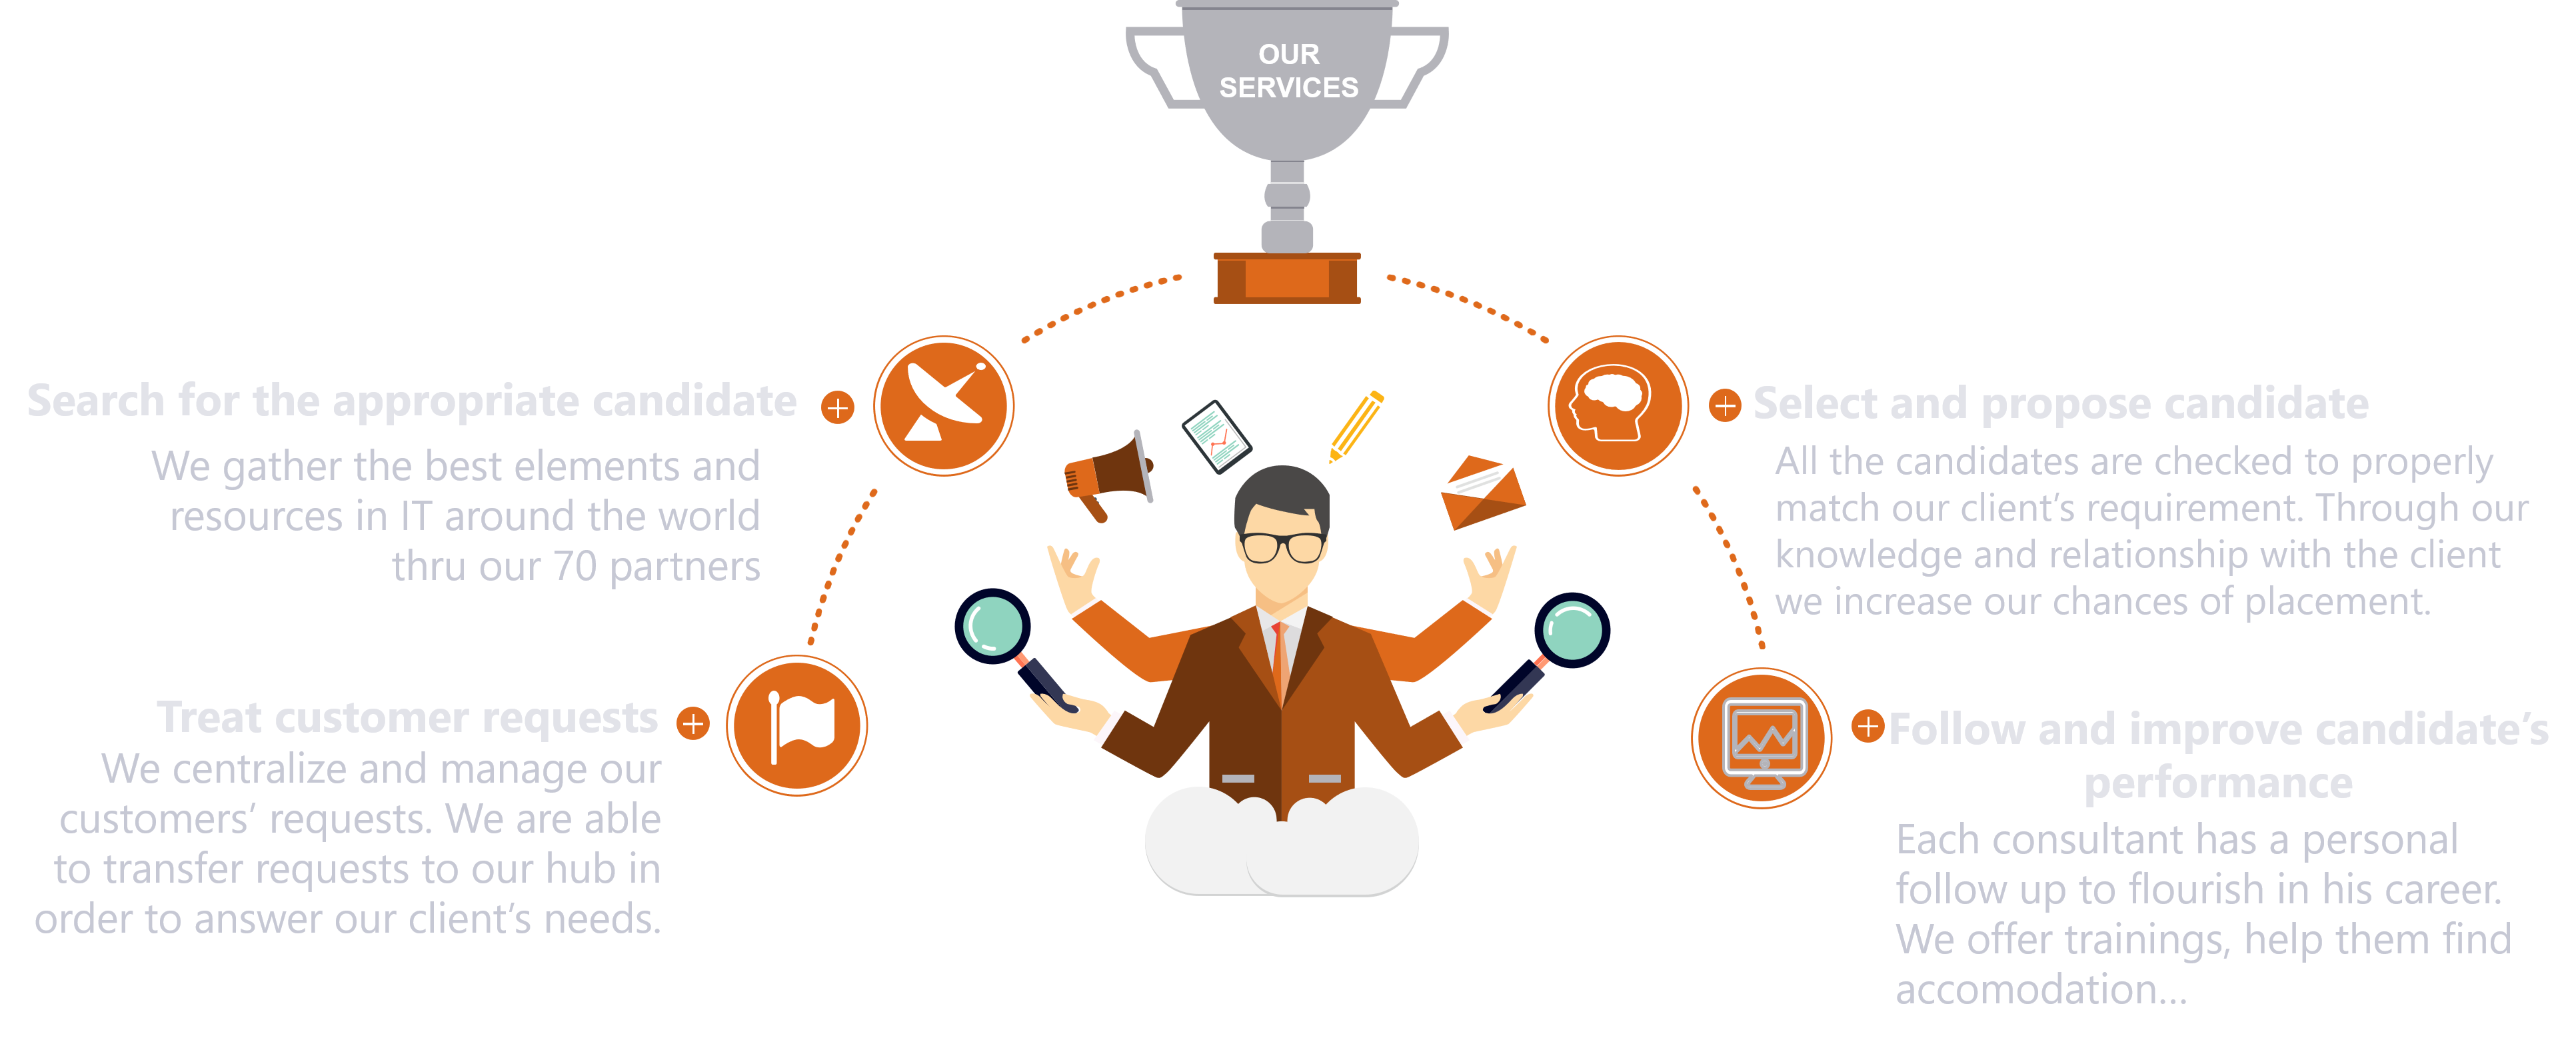 OUR
SERVICES
Search for the appropriate candidate
We gather the best elements and
resources in IT around the world
thru our 70 partners
Select and propose candidate
All the candidates are checked to properly
match our client’s requirement. Through our
knowledge and relationship with the client
we increase our chances of placement.
Treat customer requests
We centralize and manage our
customers’ requests. We are able
to transfer requests to our hub in
order to answer our client’s needs.
Follow and improve candidate’s
performance
Each consultant has a personal
follow up to flourish in his career.
We offer trainings, help them find
accomodation...